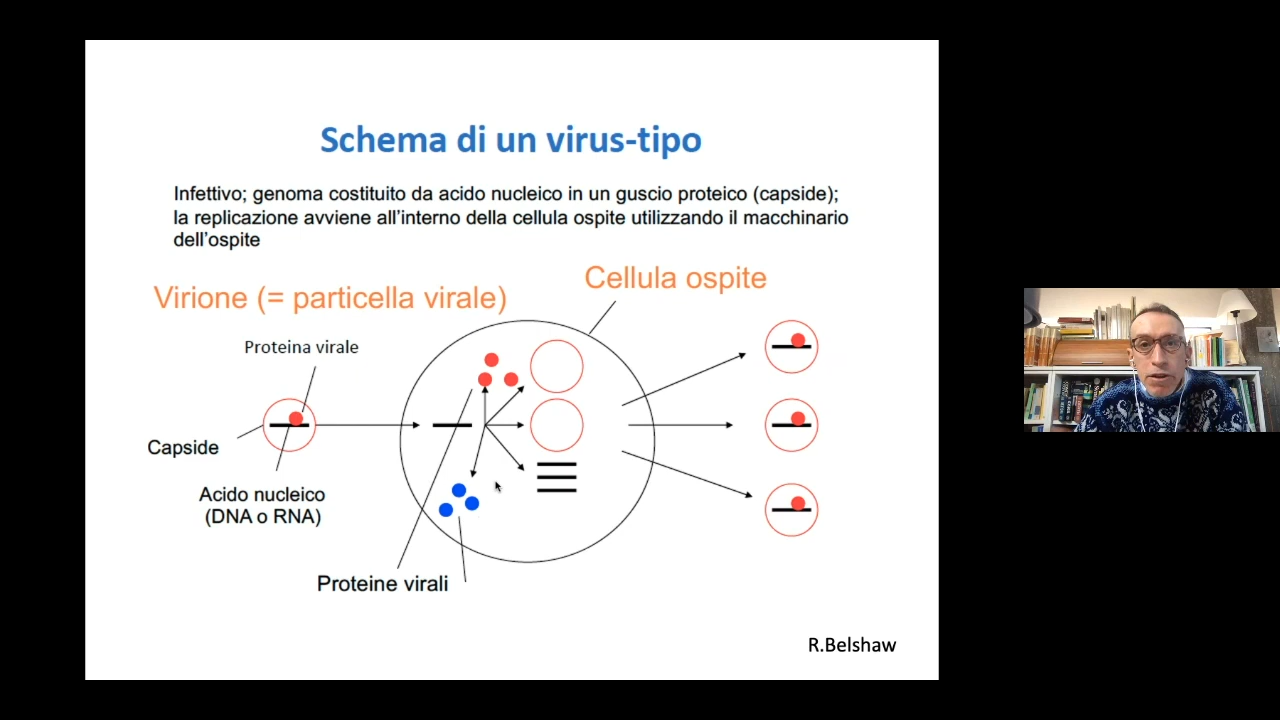 Schema di un virus-tipo
Infettivo; genoma costituito da acido nucleico in un guscio proteico (capside);
la replicazione avviene all'interno della cellula ospite utilizzando il macchinario
dell'ospite
Cellula ospite
Virione (= particella virale)
Proteina virale
Capside
Acido nucleico
(DNA o RNA)
Proteine virali
R.Belshaw